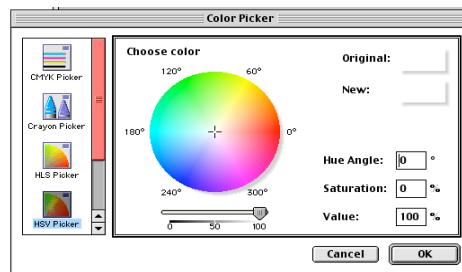 Color Picker
CMYK Picker
Crayon Picker
HLS Picker
HSV Picker
Choose color
120°
60°
180°
0°
240°
300°
0
50
100
Original:
New:
Hue Angle: 0 °
Saturation: 0 %
Value: 100 %
Cancel
OK